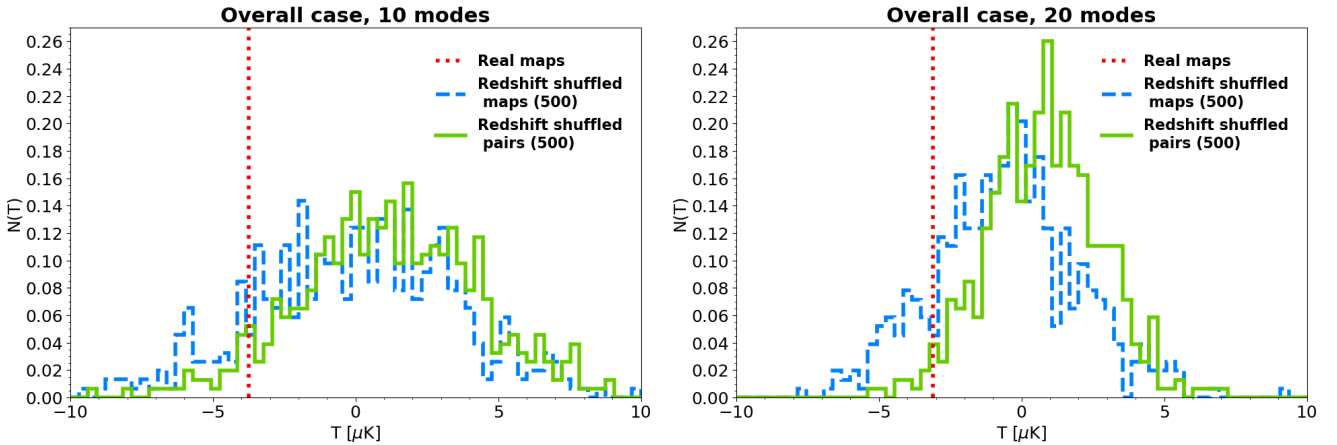 Overall case, 10 modes
0.26
0.24
0.22
0.20
0.18
0.16
0.14
0.12
0.10
0.08
0.06
0.04
0.02
0.00
N(T)
Real maps
Redshift shuffled
maps (500)
Redshift shuffled
pairs (500)
−10
−5
0
5
10
T [μK]
Overall case, 20 modes
0.26
0.24
0.22
0.20
0.18
0.16
0.14
0.12
0.10
0.08
0.06
0.04
0.02
0.00
N(T)
Real maps
Redshift shuffled
maps (500)
Redshift shuffled
pairs (500)
−10
−5
0
5
10
T [μK]